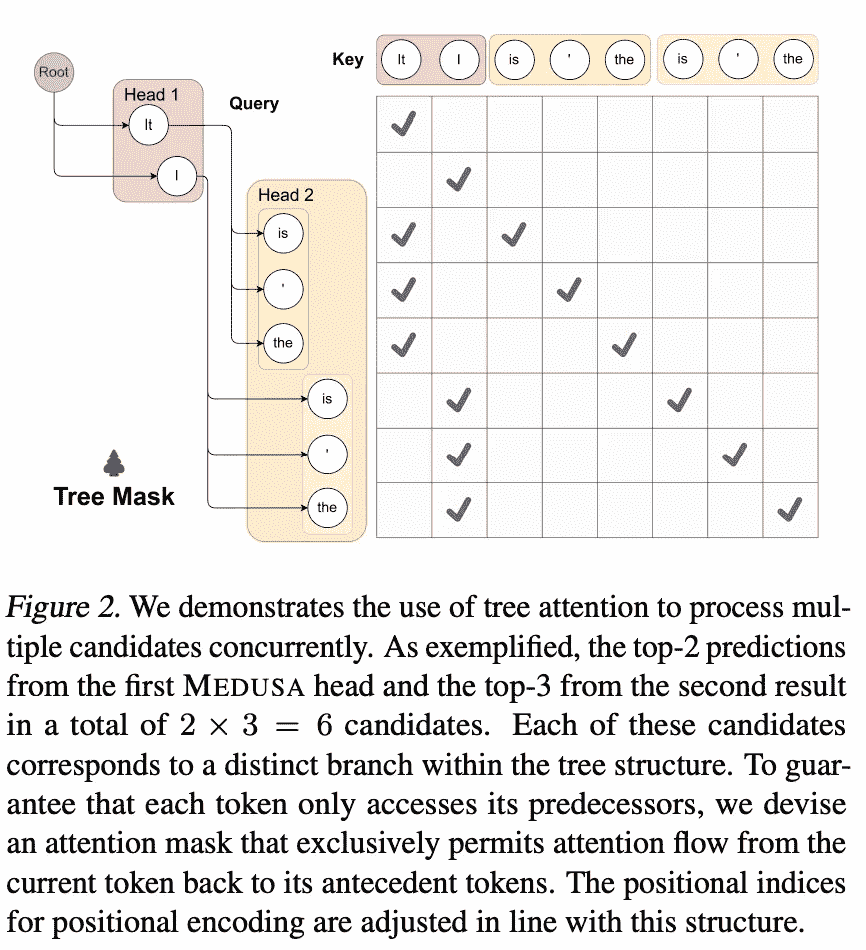 Root
Head 1
It
I
Query
Head 2
is
'
the
is
'
the
Tree Mask
Key It I is ' the is ' the
Figure 2. We demonstrates the use of tree attention to process mul-
tiple candidates concurrently. As exemplified, the top-2 predictions
from the first MEDUSA head and the top-3 from the second result
in a total of 2 × 3 = 6 candidates. Each of these candidates
corresponds to a distinct branch within the tree structure. To guar-
antee that each token only accesses its predecessors, we devise
an attention mask that exclusively permits attention flow from the
current token back to its antecedent tokens. The positional indices
for positional encoding are adjusted in line with this structure.